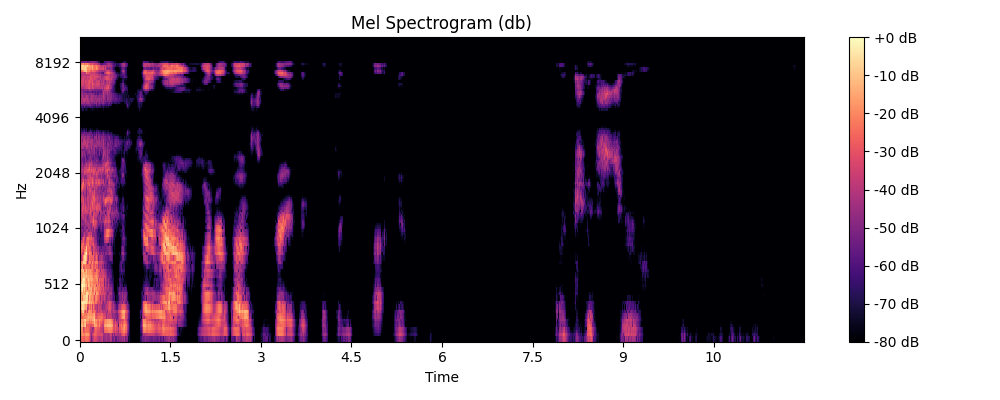 Mel Spectrogram (db)
8192
4096
2048
1024
512
0
Hz
0 1.5 3 4.5 6 7.5 9 10
Time
+0 dB
-10 dB
-20 dB
-30 dB
-40 dB
-50 dB
-60 dB
-70 dB
-80 dB